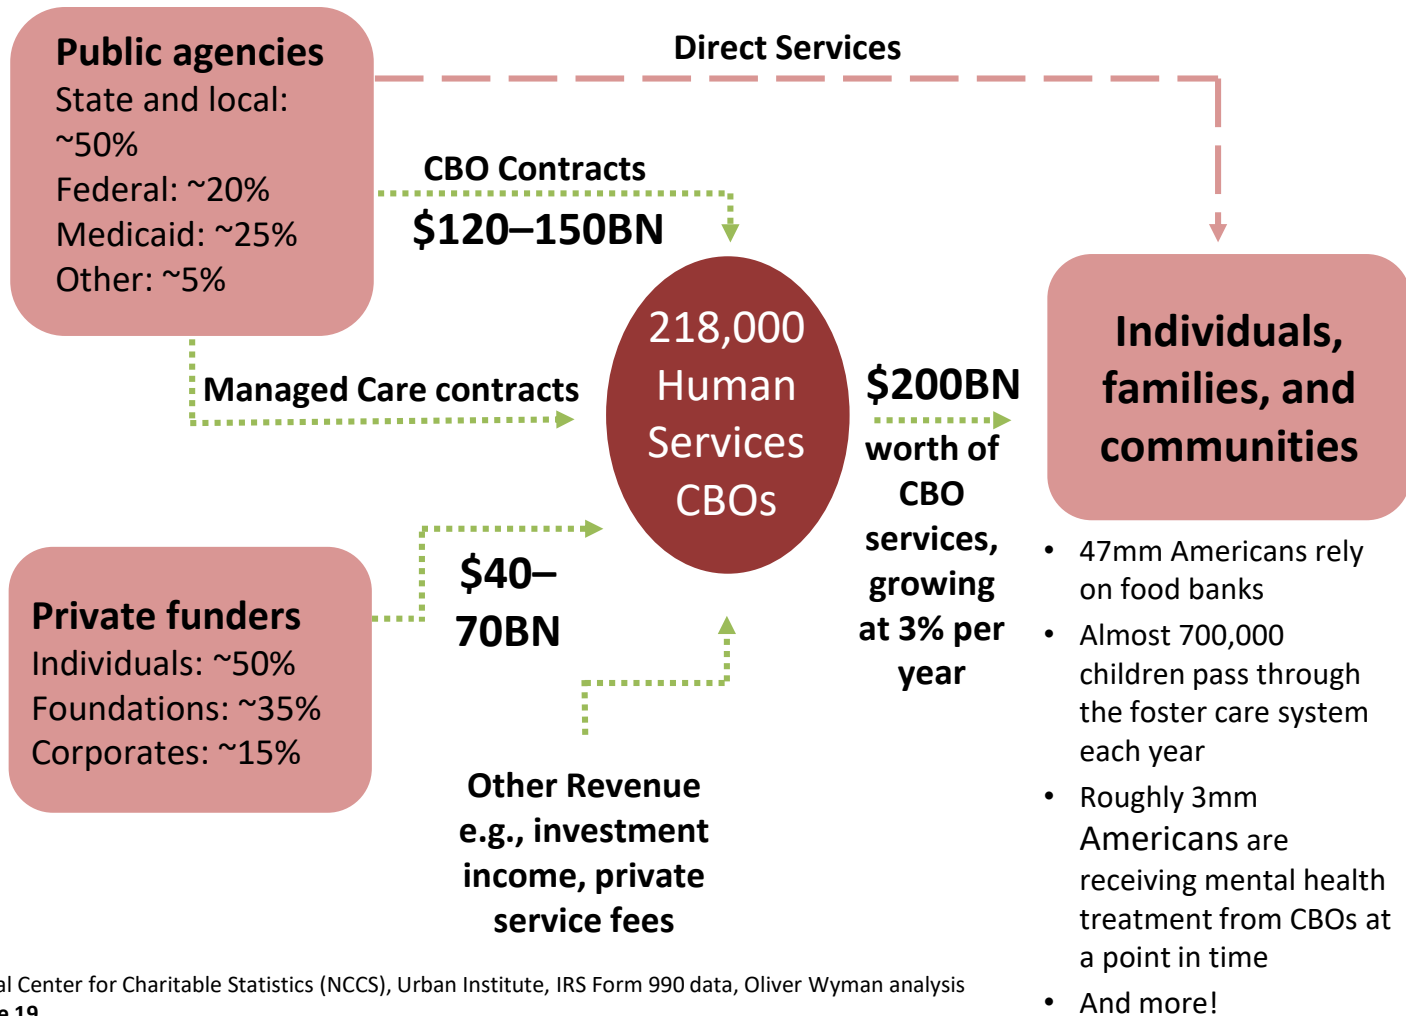 Public agencies
State and local:
~50%
Federal: ~20%
Medicaid: ~25%
Other: ~5%
Direct Services
CBO Contracts
$120–150BN
Managed Care contracts
218,000
Human
Services
CBOs
$200BN
worth of
CBO
services,
growing
at 3% per
year
Individuals,
families, and
communities
Private funders
Individuals: ~50%
Foundations: ~35%
Corporates: ~15%
$40–
70BN
Other Revenue
e.g., investment
income, private
service fees
• 47mm Americans rely
on food banks
• Almost 700,000
children pass through
the foster care system
each year
• Roughly 3mm
Americans are
receiving mental health
treatment from CBOs at
a point in time
• And more!
Center for Charitable Statistics (NCCS), Urban Institute, IRS Form 990 data, Oliver Wyman analysis
19